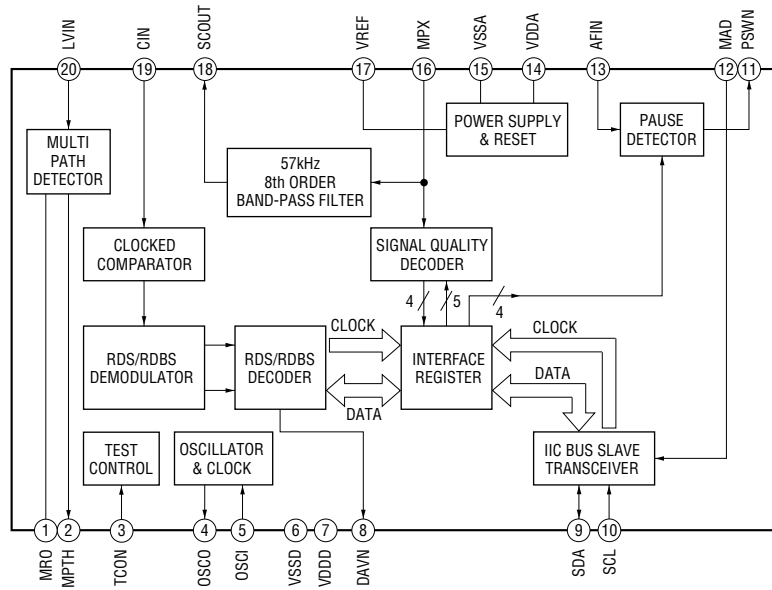 LVIN
CIN
SCOUT
VREF
MPX
VSSA
VDDA
AFIN
MAD
PSWN
20
19
18
17
16
15
14
13
12
11
MULTI
PATH
DETECTOR
57kHz
8th ORDER
BAND-PASS FILTER
POWER SUPPLY
& RESET
PAUSE
DETECTOR
CLOCKED
COMPARATOR
SIGNAL QUALITY
DECODER
4
5
4
RDS/RDBS
DEMODULATOR
RDS/RDBS
DECODER
CLOCK
DATA
INTERFACE
REGISTER
CLOCK
DATA
TEST
CONTROL
OSCILLATOR
& CLOCK
IIC BUS SLAVE
TRANSCEIVER
1
2
3
4
5
6
7
8
9
10
MRO
MPTH
TCON
OSCO
OSCI
VSSD
VDDD
DAVN
SDA
SCL